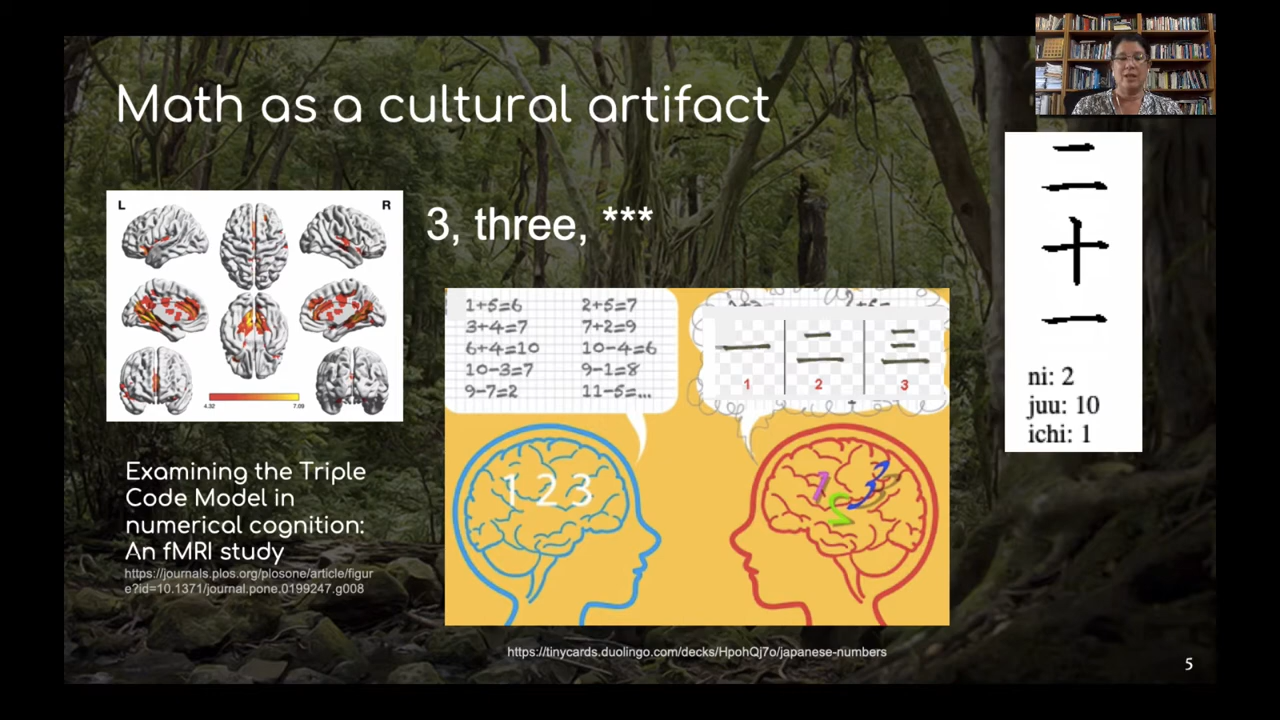 Math as a cultural artifact
L R
4.32 7.09
3, three, ***
Examining the Triple
Code Model in
numerical cognition:
An fMRI study
https://journals.plos.org/plosone/article/figur
e?id=10.1371/journal.pone.0199247.g008
1+5=6 2+5=7
3+4=7 7+2=9
6+4=10 10-4=6
10-3=7 9-1=8
9-7=2 11-5=...
1 2 3
一 二 三
1 2 3
1 2 3
https://tinycards.duolingo.com/decks/HpohQj7o/japanese-numbers
二
十
一
ni: 2
juu: 10
ichi: 1
5